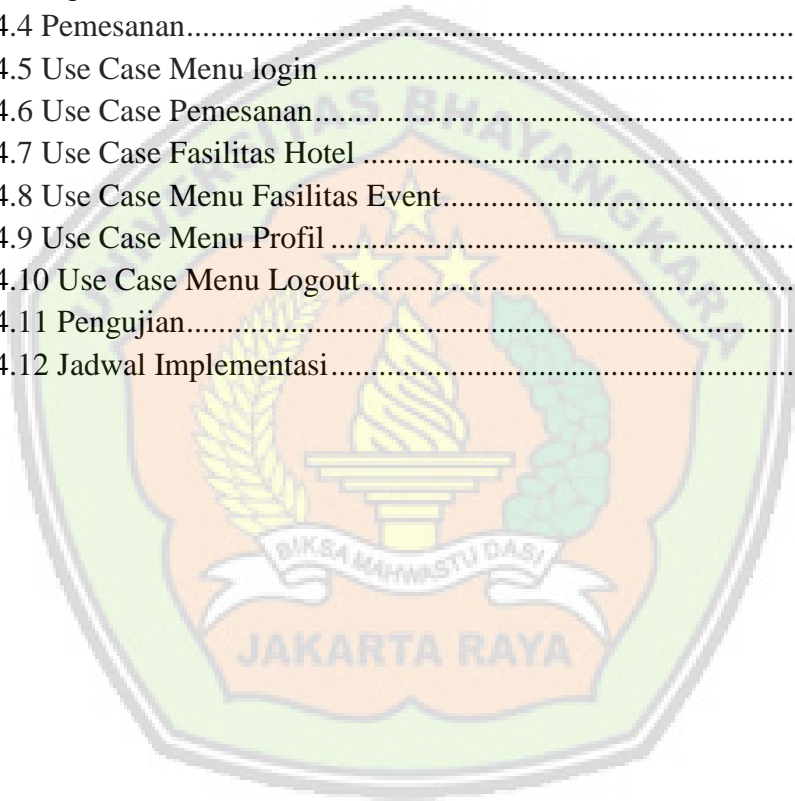 4.4 Pemesanan................................................................................
4.5 Use Case Menu login................................................................
4.6 Use Case Pemesanan................................................................
4.7 Use Case Fasilitas Hotel...........................................................
4.8 Use Case Menu Fasilitas Event.................................................
4.9 Use Case Menu Profil...............................................................
4.10 Use Case Menu Logout...........................................................
4.11 Pengujian................................................................................
4.12 Jadwal Implementasi...............................................................
UNIVERSITAS BHAYANGKARA
BIKSA MAHWASTU DASI
JAKARTA RAYA